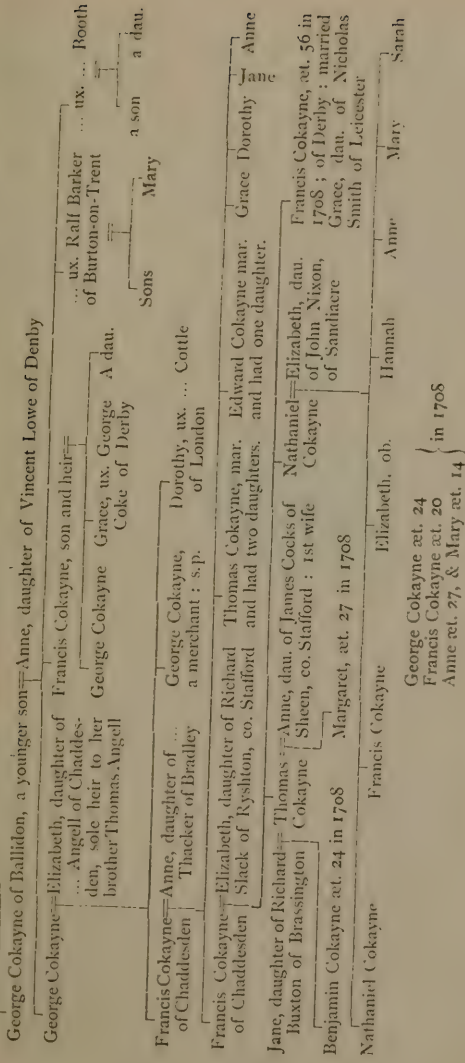 George Cokayne of Ballidon, a younger son Anne, daughter of Vincent Lowe of Denby
George Cokayne Elizabeth, daughter of
... Angell of Chaddes-
den, sole heir to her
brother Thomas Angell
Francis Cokayne, son and heir
... ux. Ralf Barker
of Burton-on-Trent
... ux. ... Booth
George Cokayne
Grace, ux. George
Coke of Derby
A dau.
Sons
Mary
a son
a dau.
Francis Cokayne
of Chaddesden
Anne, daughter of ...
Thacker of Bradley
George Cokayne,
a merchant : s.p.
Dorothy, ux. ... Cottle
of London
Francis Cokayne
of Chaddesden
Elizabeth, daughter of Richard
Slack of Ryshton, co. Stafford
Thomas Cokayne, mar.
and had two daughters.
Edward Cokayne mar.
and had one daughter.
Grace
Dorothy
Jane
Anne
Jane, daughter of Richard
Buxton of Brassington
Thomas
Cokayne
Anne, dau. of James Cocks of
Sheen, co. Stafford : 1st wife
Nathaniel
Cokayne
Elizabeth, dau.
of John Nixon,
of Sandiacre
Francis Cokayne, æt. 56 in
1708 ; of Derby : married
Grace, dau. of Nicholas
Smith of Leicester
Benjamin Cokayne æt. 24 in 1708
Margaret, æt. 27 in 1708
Nathaniel Cokayne
Francis Cokayne
Elizabeth, ob.
Hannah
Anne
Mary
Sarah
George Cokayne æt. 24
Francis Cokayne æt. 20
Anne æt. 27, & Mary æt. 14
in 1708